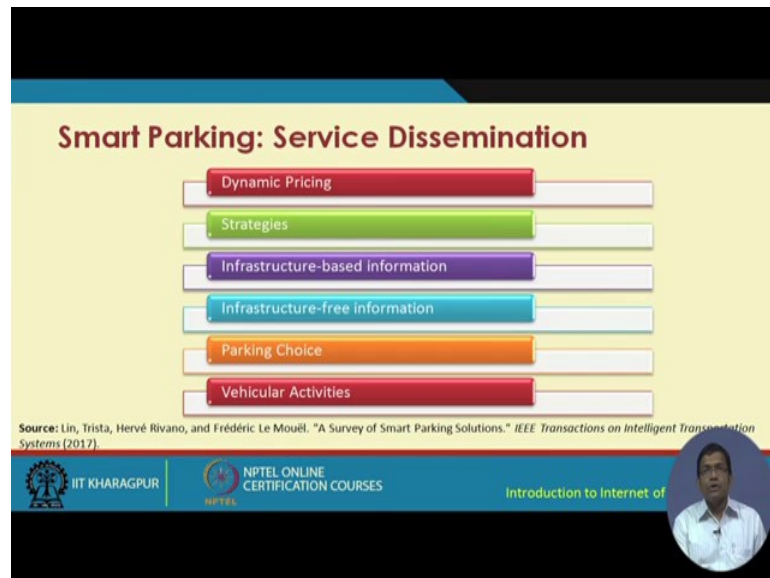 Smart Parking: Service Dissemination
Dynamic Pricing
Strategies
Infrastructure-based information
Infrastructure-free information
Parking Choice
Vehicular Activities
Source: Lin, Trista, Hervé Rivano, and Frédéric Le Mouël. "A Survey of Smart Parking Solutions." IEEE Transactions on Intelligent Transportation
Systems (2017).
IIT KHARAGPUR
NPTEL
NPTEL ONLINE
CERTIFICATION COURSES
Introduction to Internet of